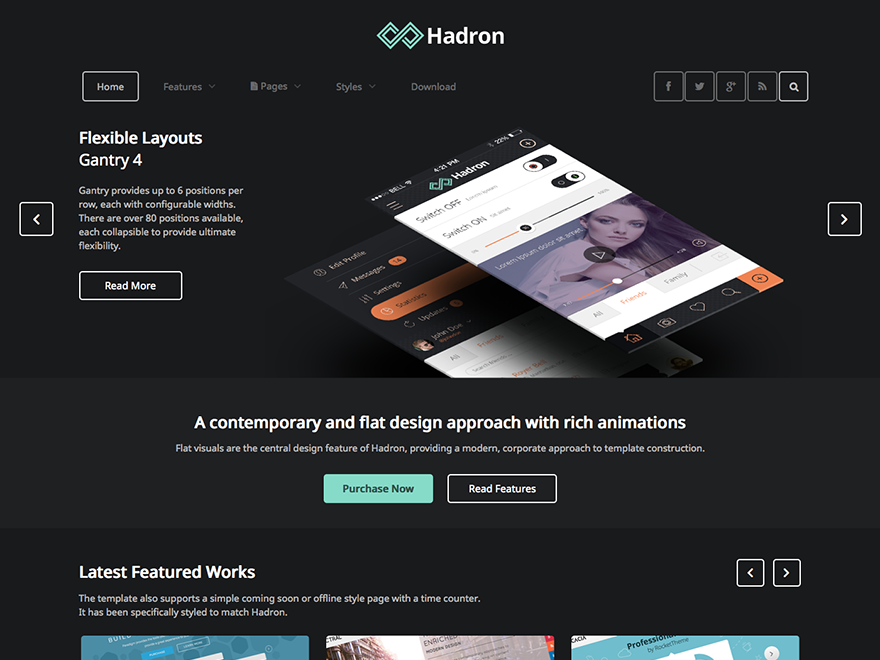 Hadron
Home
Features
Pages
Styles
Download
Flexible Layouts
Gantry 4
Gantry provides up to 6 positions per
row, each with configurable widths.
There are over 80 positions available,
each collapsible to provide ultimate
flexibility.
Read More
BELL
4:21 PM
22%
Hadron
Switch OFF
Switch ON
Lorem ipsum dolor sit amet
All
Friends
Family
Edit Profile
Messages
14
Settings
Statistics
Updates
John Doe
All
Friends
A contemporary and flat design approach with rich animations
Flat visuals are the central design feature of Hadron, providing a modern, corporate approach to template construction.
Purchase Now
Read Features
Latest Featured Works
The template also supports a simple coming soon or offline style page with a time counter.
It has been specifically styled to match Hadron.
ENRICHED
MODERN DESIGN
by RocketTheme